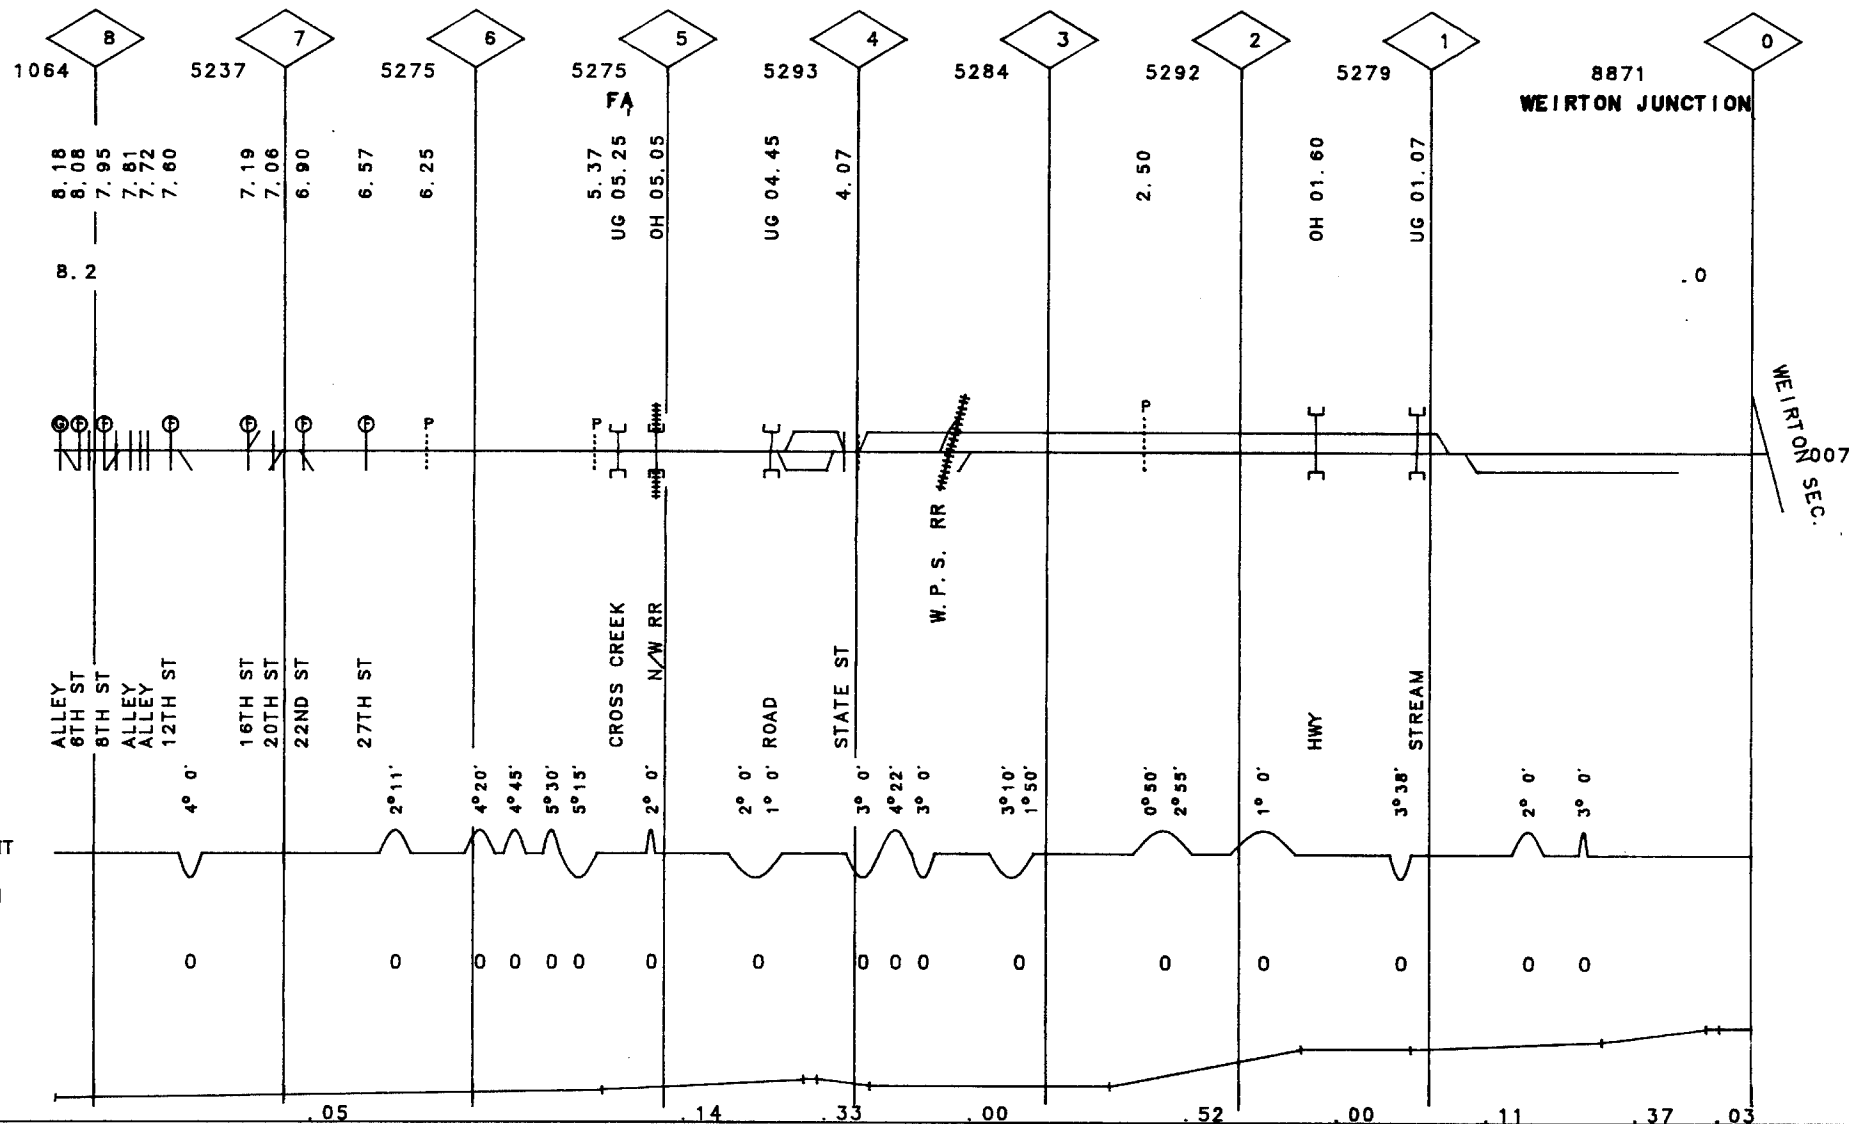 8 7 6 5 4 3 2 1 0
1064 5237 5275 5275 5293 5284 5292 5279 8871
FA WEIRTON JUNCTION
8.18 8.08 7.95 7.81 7.72 7.60 7.19 7.06 6.90 6.57 6.25 5.37 UG 05.25 OH 05.05 UG 04.45 4.07 2.50 OH 01.60 UG 01.07
8.2 .0
G F F F F F F P P P
WEIRTON SEC.
007
W.P.S. RR
ALLEY 6TH ST 8TH ST ALLEY ALLEY 12TH ST 16TH ST 20TH ST 22ND ST 27TH ST CROSS CREEK N/W RR ROAD STATE ST HWY STREAM
4° 0' 2°11' 4°20' 4°45' 5°30' 5°15' 2° 0' 2° 0' 1° 0' 3° 0' 4°22' 3° 0' 3°10' 1°50' 0°50' 2°55' 1° 0' 3°38' 2° 0' 3° 0'
0 0 0 0 0 0 0 0 0 0 0 0 0 0 0 0 0
.05 .14 .33 .00 .52 .00 .11 .37 .03